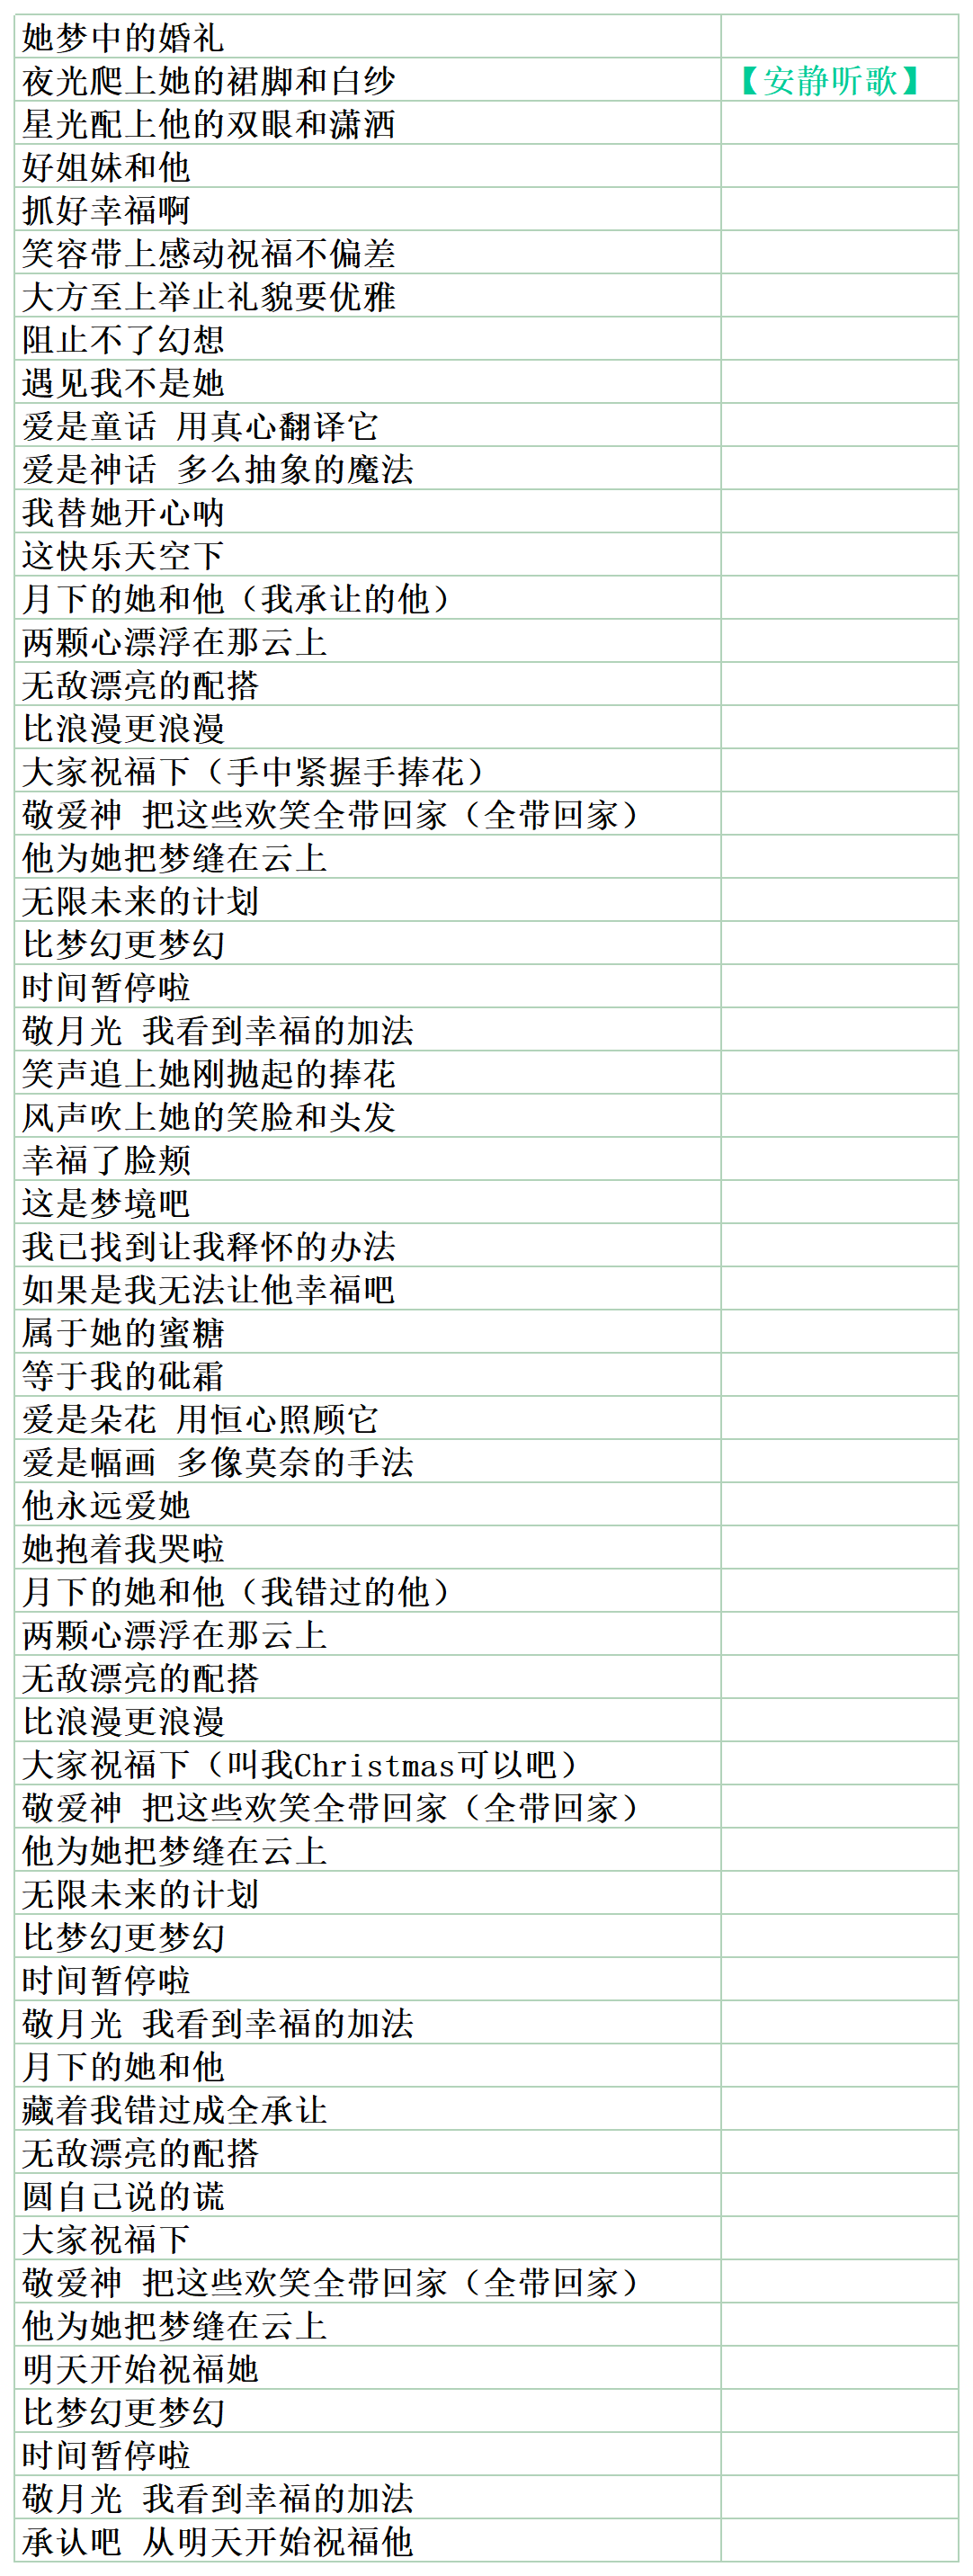 她梦中的婚礼
夜光爬上她的裙脚和白纱 【安静听歌】
星光配上他的双眼和潇洒
好姐妹和他
抓好幸福啊
笑容带上感动祝福不偏差
大方至上举止礼貌要优雅
阻止不了幻想
遇见我不是她
爱是童话 用真心翻译它
爱是神话 多么抽象的魔法
我替她开心呐
这快乐天空下
月下的她和他（我承让的他）
两颗心漂浮在那云上
无敌漂亮的配搭
比浪漫更浪漫
大家祝福下（手中紧握手捧花）
敬爱神 把这些欢笑全带回家（全带回家）
他为她把梦缝在云上
无限未来的计划
比梦幻更梦幻
时间暂停啦
敬月光 我看到幸福的加法
笑声追上她刚抛起的捧花
风声吹上她的笑脸和头发
幸福了脸颊
这是梦境吧
我已找到让我释怀的办法
如果是我无法让他幸福吧
属于她的蜜糖
等于我的砒霜
爱是朵花 用恒心照顾它
爱是幅画 多像莫奈的手法
他永远爱她
她抱着我哭啦
月下的她和他（我错过的他）
两颗心漂浮在那云上
无敌漂亮的配搭
比浪漫更浪漫
大家祝福下（叫我Christmas可以吧）
敬爱神 把这些欢笑全带回家（全带回家）
他为她把梦缝在云上
无限未来的计划
比梦幻更梦幻
时间暂停啦
敬月光 我看到幸福的加法
月下的她和他
藏着我错过成全承让
无敌漂亮的配搭
圆自己说的谎
大家祝福下
敬爱神 把这些欢笑全带回家（全带回家）
他为她把梦缝在云上
明天开始祝福她
比梦幻更梦幻
时间暂停啦
敬月光 我看到幸福的加法
承认吧 从明天开始祝福他